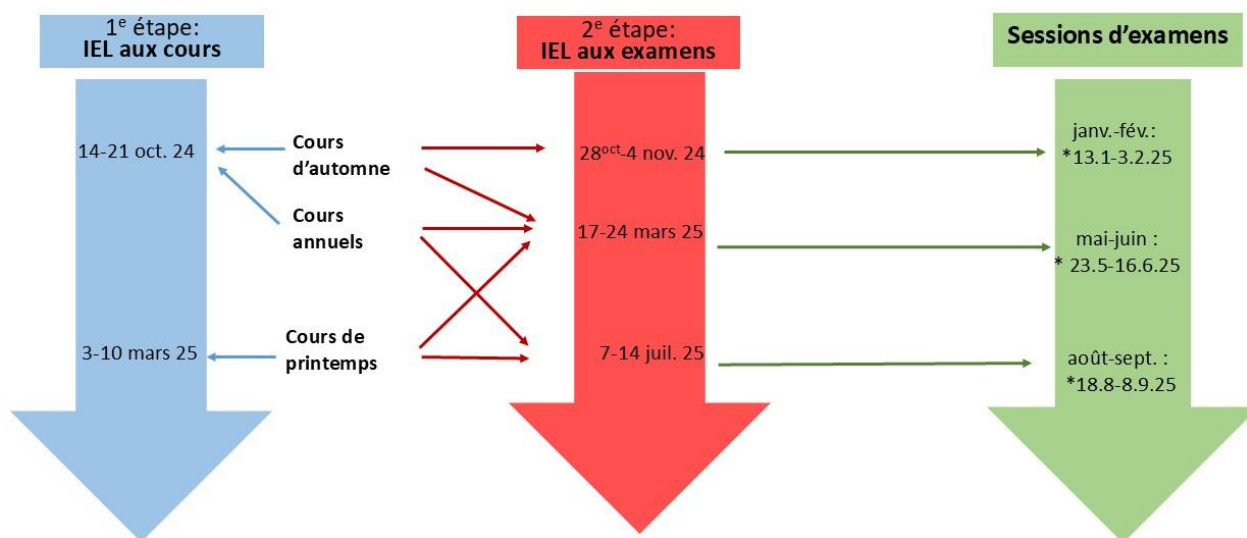 1e étape:
IEL aux cours
2e étape:
IEL aux examens
Sessions d’examens
14-21 oct. 24
Cours
d’automne
28oct-4 nov. 24
janv.-fév.:
*13.1-3.2.25
Cours
annuels
17-24 mars 25
mai-juin :
* 23.5-16.6.25
3-10 mars 25
Cours de
printemps
7-14 juil. 25
août-sept. :
*18.8-8.9.25